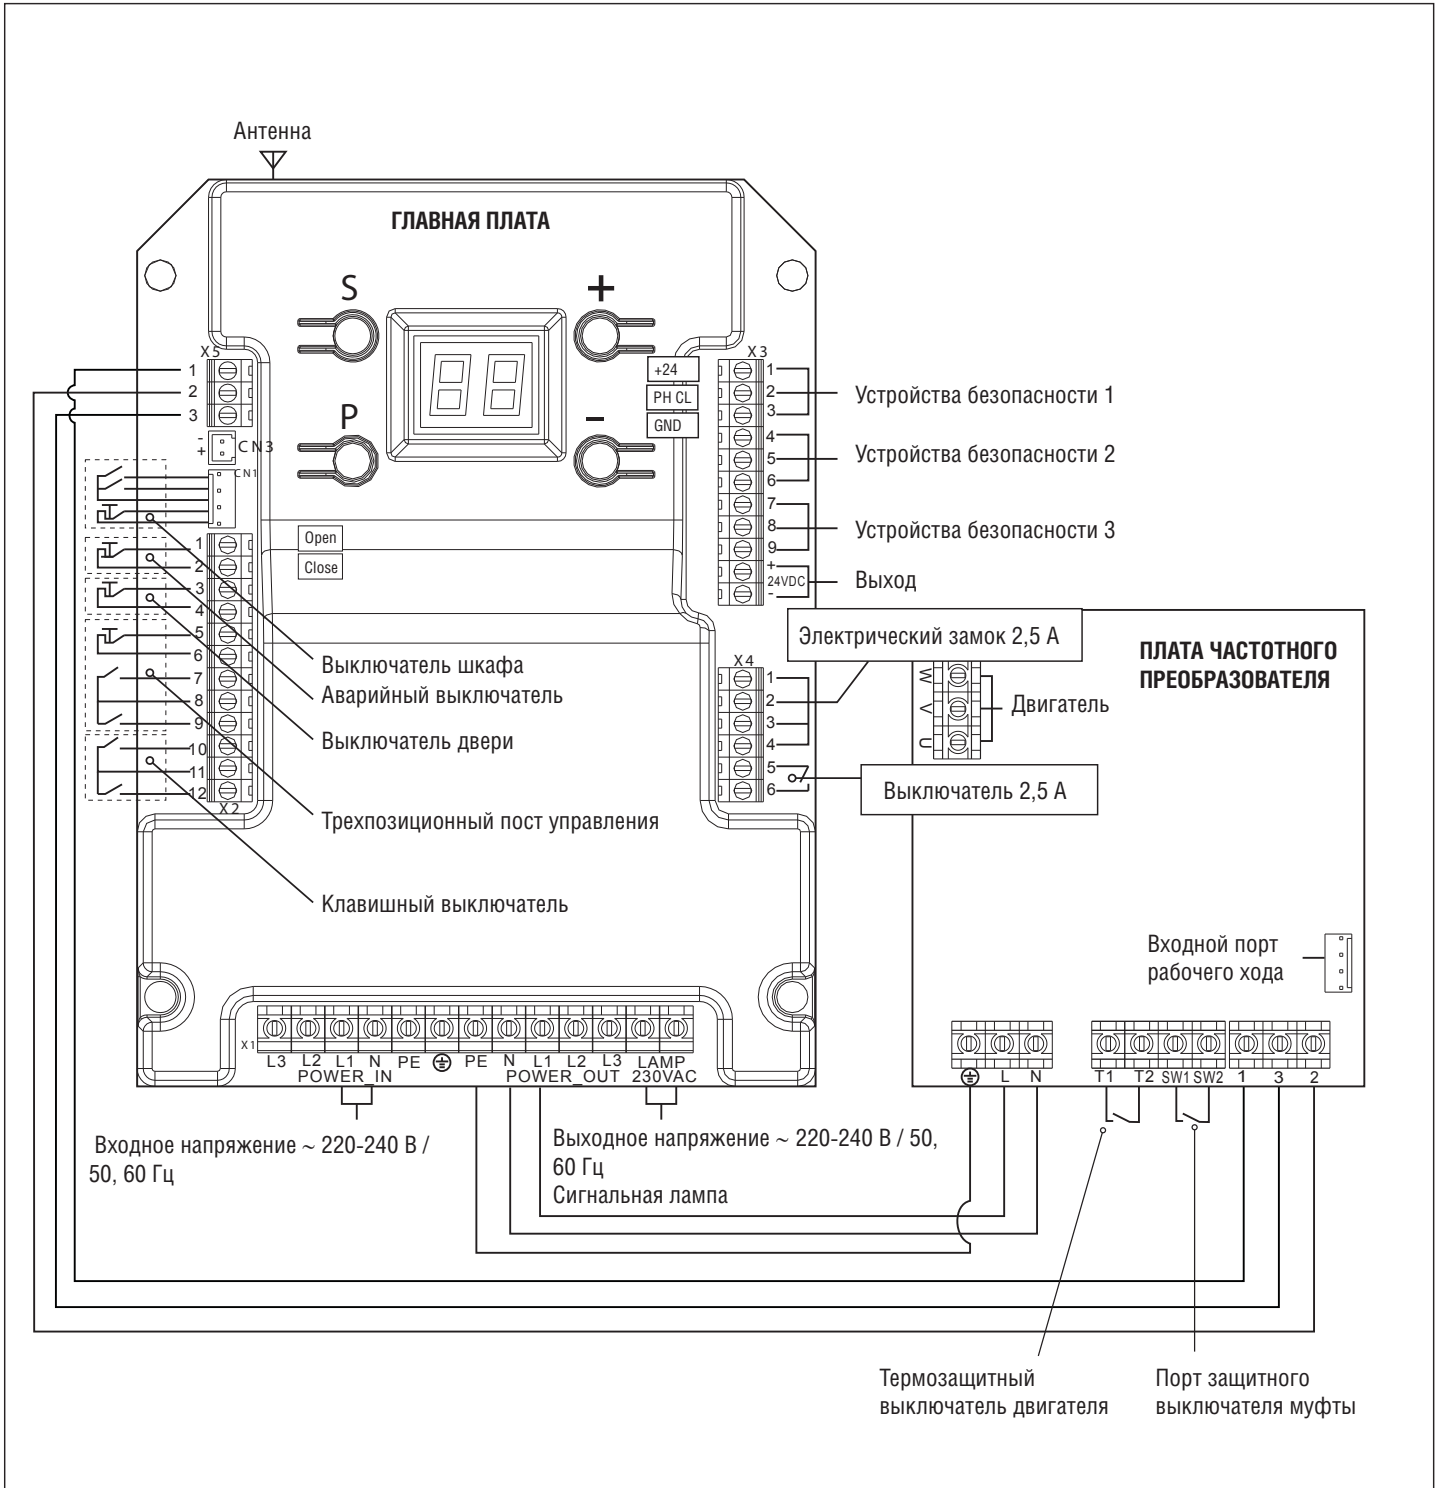 Антенна
ГЛАВНАЯ ПЛАТА
S
+
P
-
X5
1
2
3
-
+
CN3
CN1
1
2
3
4
5
6
7
8
9
10
11
12
X2
Open
Close
+24
PH CL
GND
X3
1
2
3
4
5
6
7
8
9
+
24VDC
-
Устройства безопасности 1
Устройства безопасности 2
Устройства безопасности 3
Выход
Выключатель шкафа
Аварийный выключатель
Выключатель двери
Трехпозиционный пост управления
Клавишный выключатель
X4
1
2
3
4
5
6
Электрический замок 2,5 А
Выключатель 2,5 А
ПЛАТА ЧАСТОТНОГО
ПРЕОБРАЗОВАТЕЛЯ
W
V
U
Двигатель
Входной порт
рабочего хода
X1
L3 L2 L1 N PE PE N L1 L2 L3 LAMP
POWER_IN POWER_OUT 230VAC
L N T1 T2 SW1 SW2 1 3 2
Входное напряжение ~ 220-240 В /
50, 60 Гц
Выходное напряжение ~ 220-240 В / 50,
60 Гц
Сигнальная лампа
Термозащитный
выключатель двигателя
Порт защитного
выключателя муфты